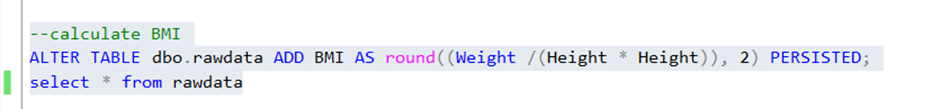 --calculate BMI
ALTER TABLE dbo.rawdata ADD BMI AS round((Weight /(Height * Height)), 2) PERSISTED;
select * from rawdata